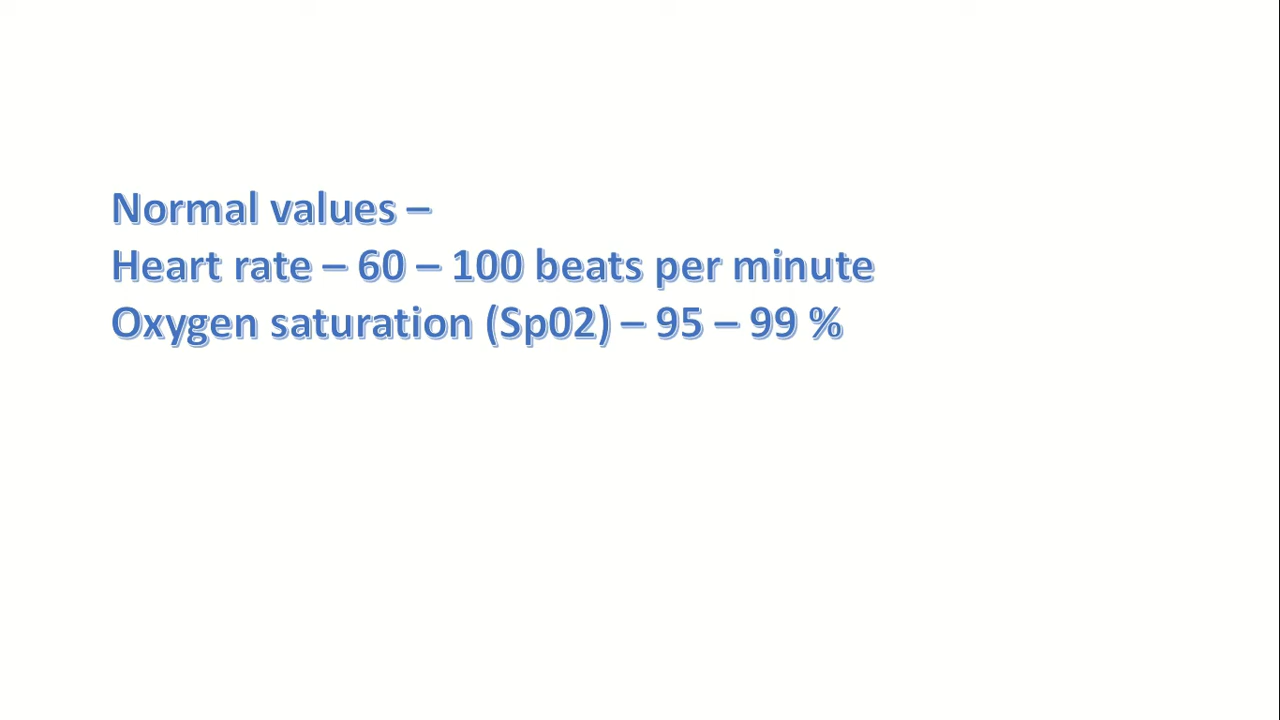 Normal values –
Heart rate – 60 – 100 beats per minute
Oxygen saturation (Sp02) – 95 – 99 %